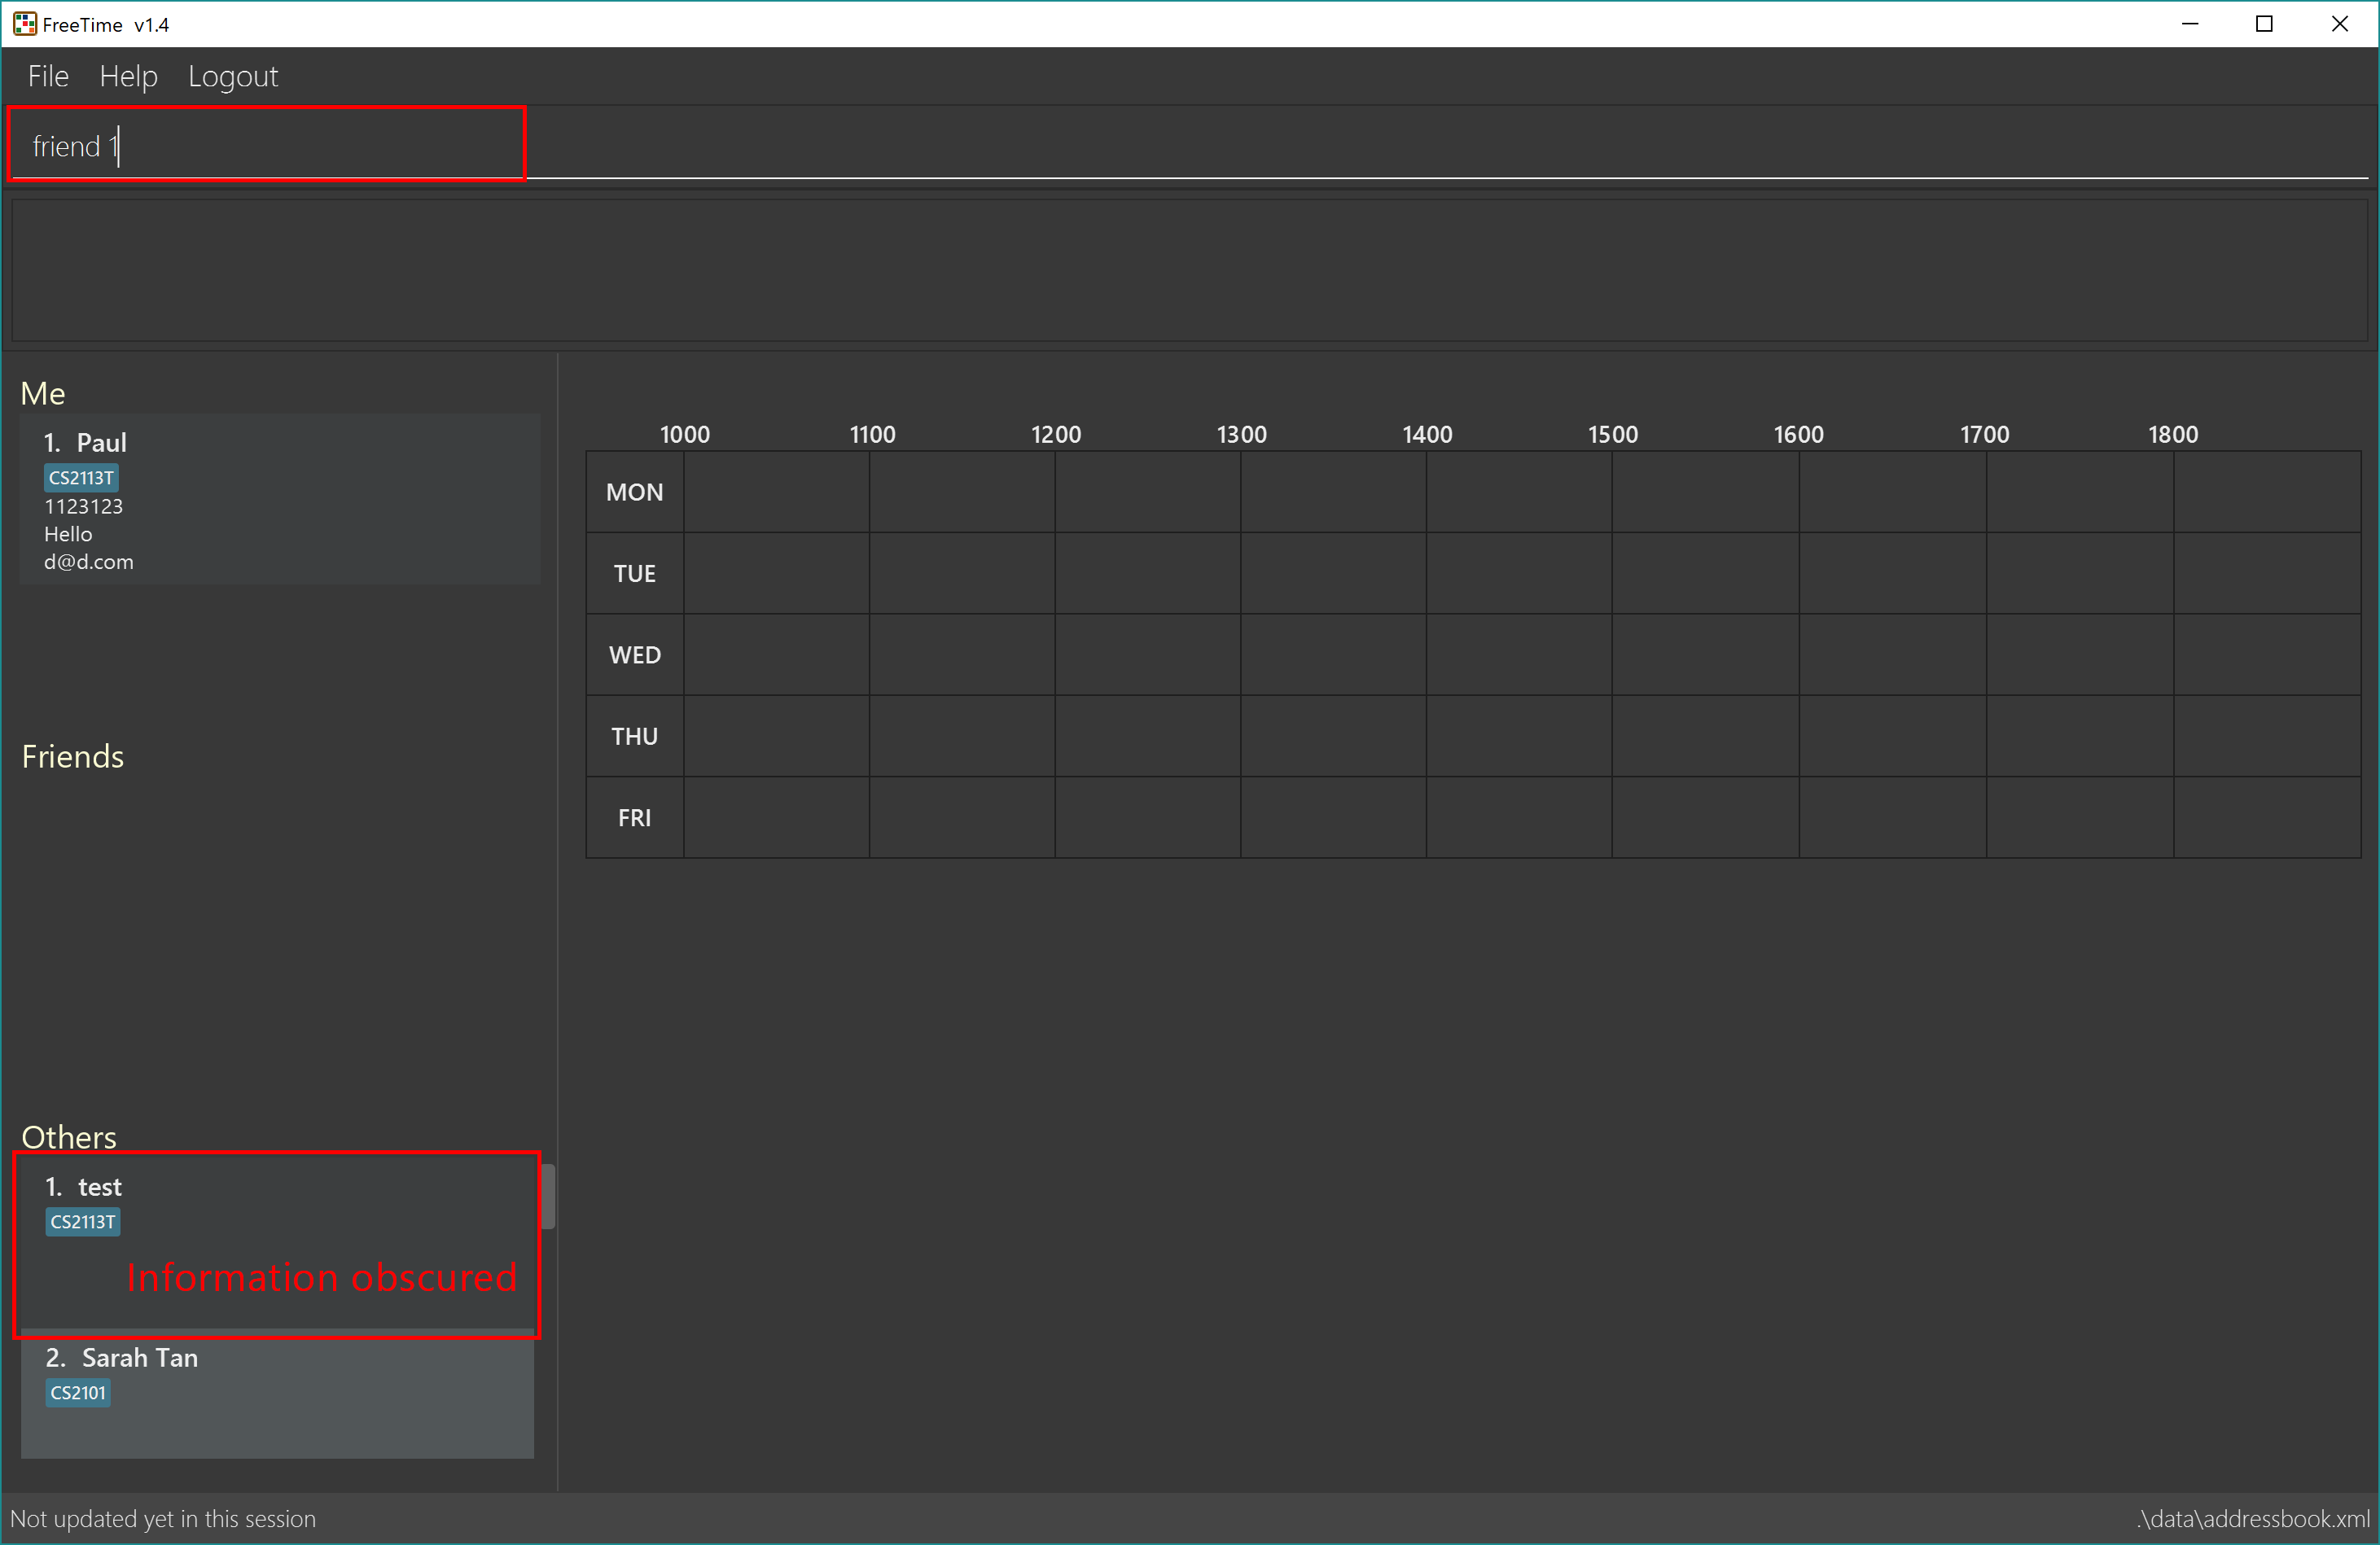 FreeTime v1.4
File Help Logout
friend 1
Me
1. Paul
CS2113T
1123123
Hello
d@d.com
Friends
Others
1. test
CS2113T
Information obscured
2. Sarah Tan
CS2101
1000 1100 1200 1300 1400 1500 1600 1700 1800
MON
TUE
WED
THU
FRI
Not updated yet in this session
.\data\addressbook.xml